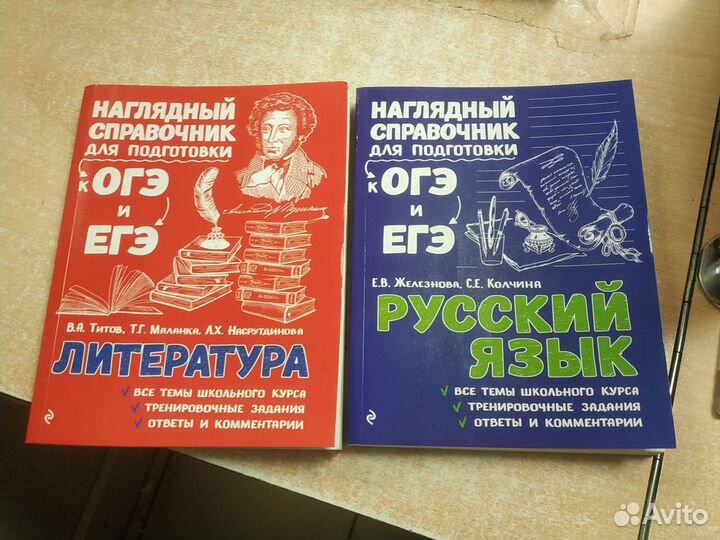 НАГЛЯДНЫЙ
СПРАВОЧНИК
ДЛЯ ПОДГОТОВКИ
К ОГЭ
И
ЕГЭ
В.А. Титов, Т.Г. Маланка, Л.Х. Насрутдинова
ЛИТЕРАТУРА
ВСЕ ТЕМЫ ШКОЛЬНОГО КУРСА
ТРЕНИРОВОЧНЫЕ ЗАДАНИЯ
ОТВЕТЫ И КОММЕНТАРИИ
НАГЛЯДНЫЙ
СПРАВОЧНИК
ДЛЯ ПОДГОТОВКИ
К ОГЭ
И
ЕГЭ
Е.В. Железнова, С.Е. Колчина
РУССКИЙ
ЯЗЫК
ВСЕ ТЕМЫ ШКОЛЬНОГО КУРСА
ТРЕНИРОВОЧНЫЕ ЗАДАНИЯ
ОТВЕТЫ И КОММЕНТАРИИ
Avito